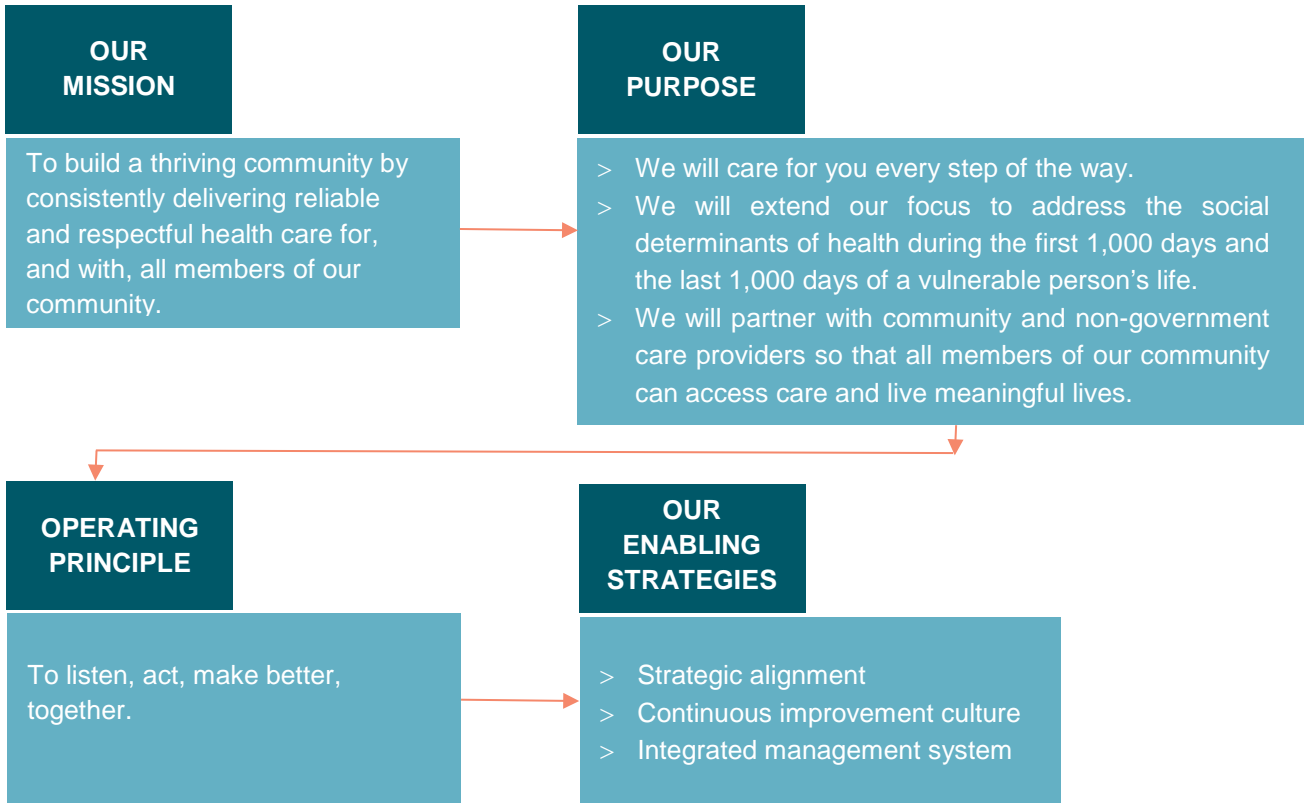 OUR
MISSION
To build a thriving community by
consistently delivering reliable
and respectful health care for,
and with, all members of our
community.
OUR
PURPOSE
> We will care for you every step of the way.
> We will extend our focus to address the social
determinants of health during the first 1,000 days and
the last 1,000 days of a vulnerable person’s life.
> We will partner with community and non-government
care providers so that all members of our community
can access care and live meaningful lives.
OPERATING
PRINCIPLE
To listen, act, make better,
together.
OUR
ENABLING
STRATEGIES
> Strategic alignment
> Continuous improvement culture
> Integrated management system